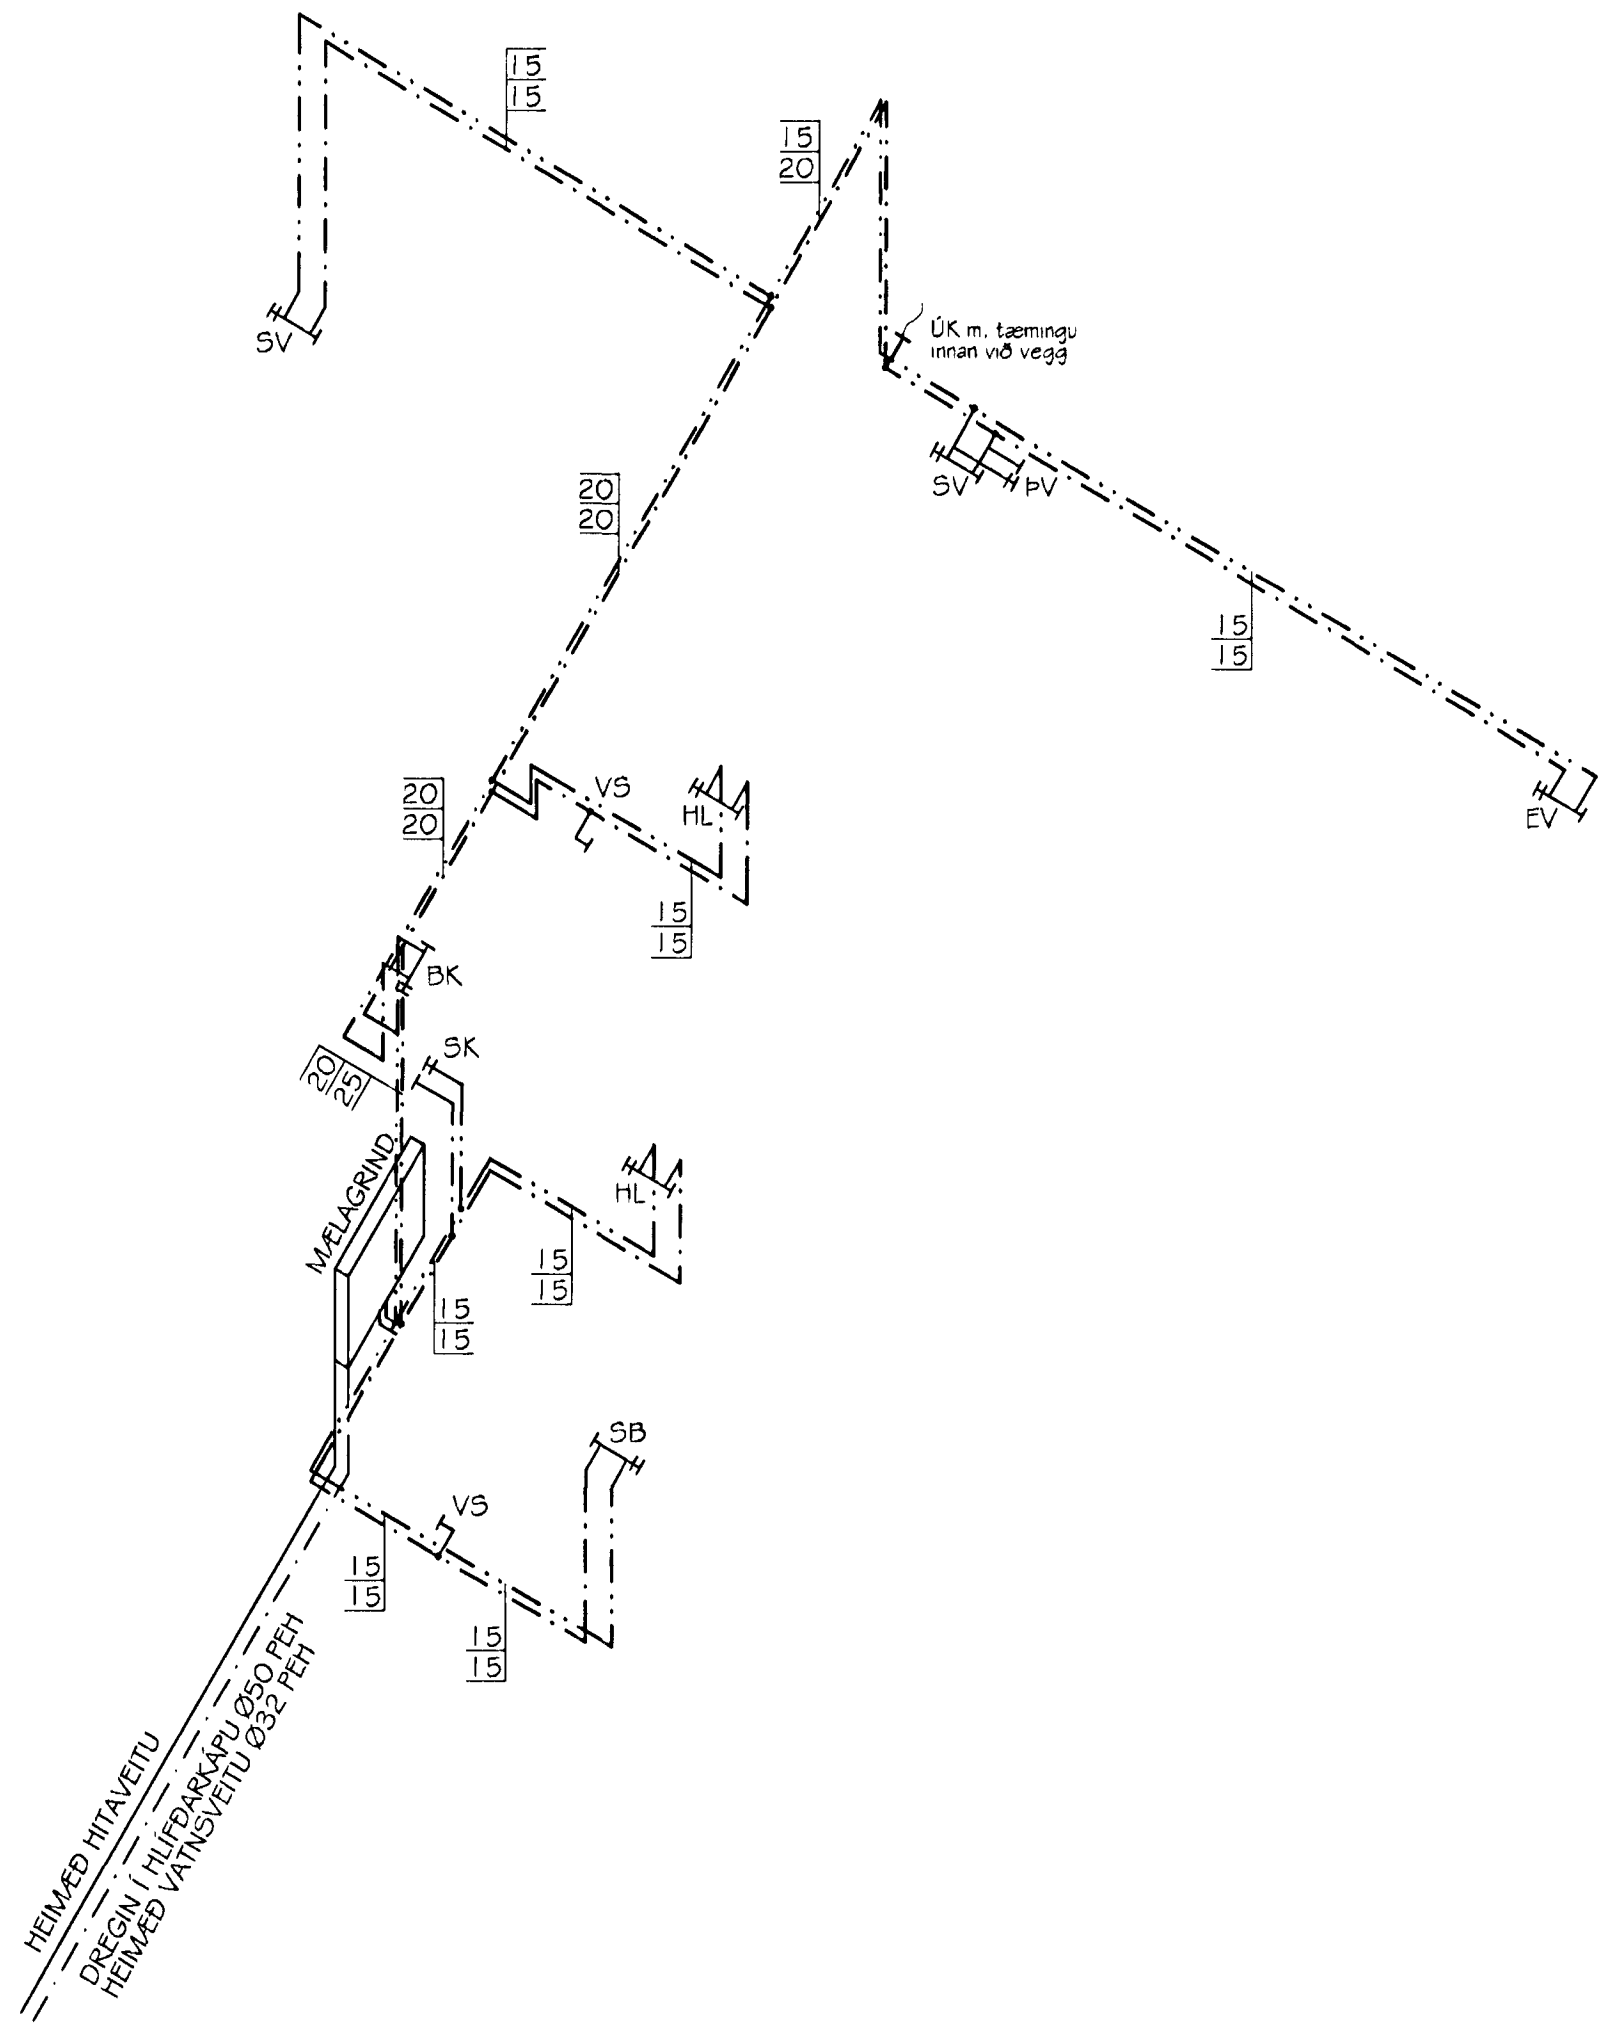 15
15
15
20
SV
ÚK m. tæmingu
innan við vegg
SV
ÞV
20
20
15
15
VS
HL
EV
20
20
15
15
BK
SK
20
25
MÆLAGRIND
HL
15
15
15
15
SB
VS
15
15
15
15
HEIMÆÐ HITAVEITU
DREGIN Í HLÍFÐARKÁPU Ø50 PEH
HEIMÆÐ VATNSVEITU Ø32 PEH